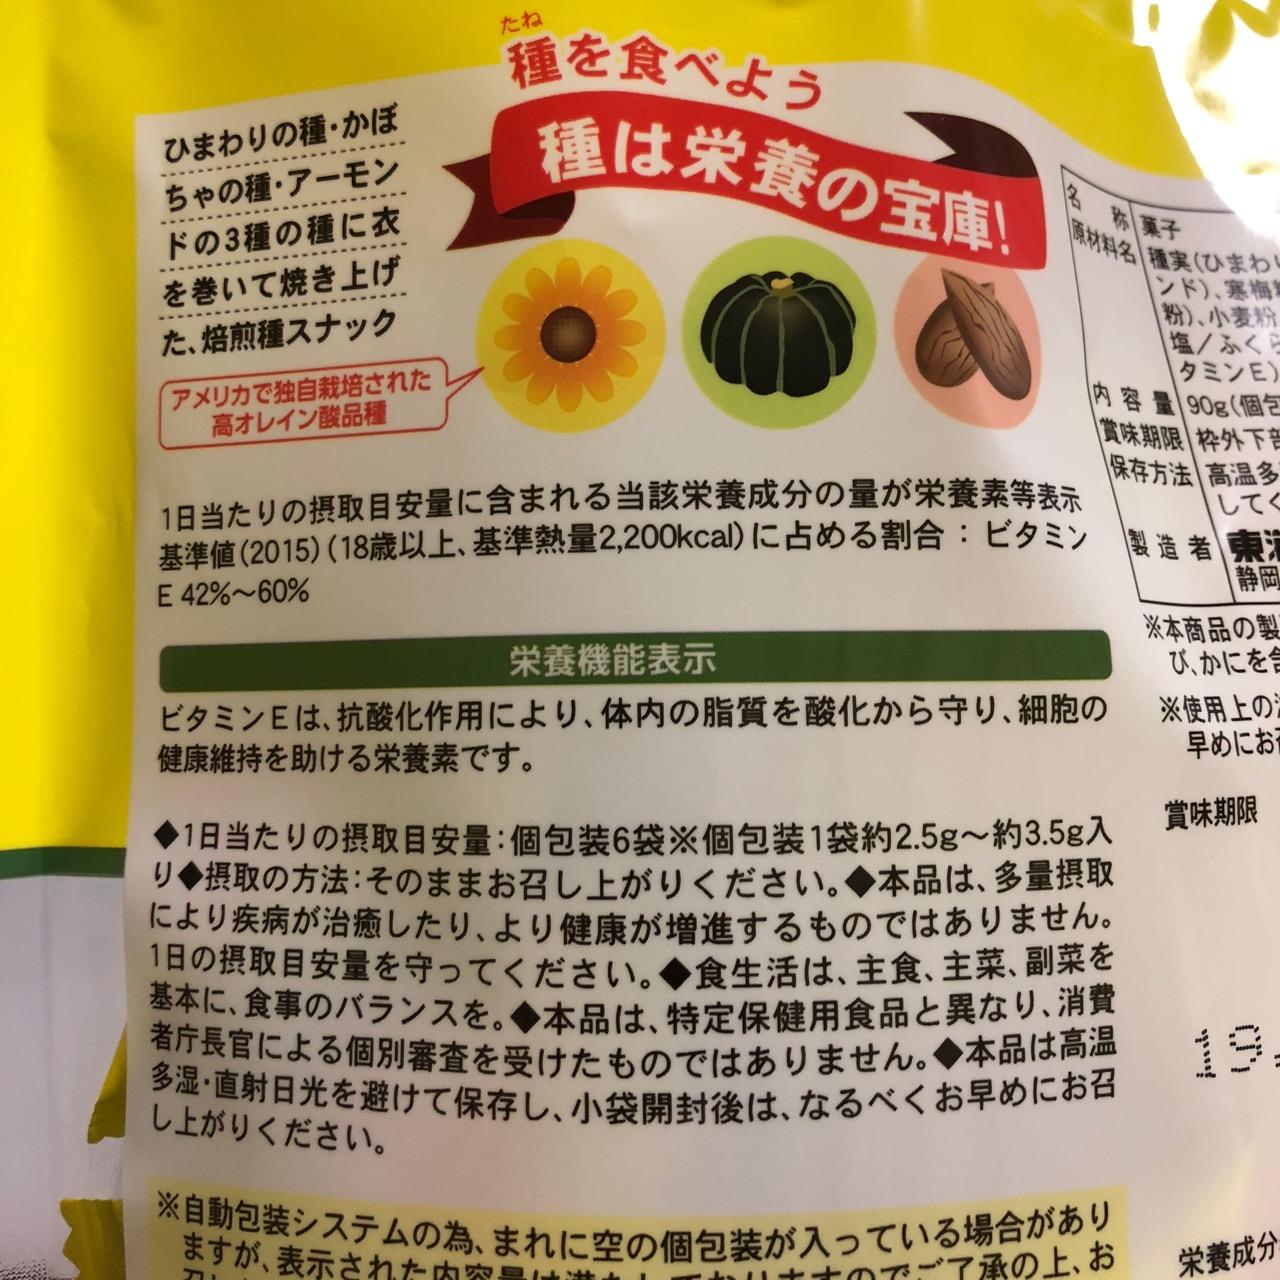 たね
種を食べよう
種は栄養の宝庫!
ひまわりの種・かぼ
ちゃの種・アーモン
ドの3種の種に衣
を巻いて焼き上げ
た、焙煎種スナック
アメリカで独自栽培された
高オレイン酸品種
1日当たりの摂取目安量に含まれる当該栄養成分の量が栄養素等表示
基準値(2015)(18歳以上、基準熱量2,200kcal)に占める割合：ビタミン
E 42%～60%
栄養機能表示
ビタミンEは、抗酸化作用により、体内の脂質を酸化から守り、細胞の
健康維持を助ける栄養素です。
◆1日当たりの摂取目安量：個包装6袋※個包装1袋約2.5g～約3.5g入
り◆摂取の方法：そのままお召し上がりください。◆本品は、多量摂取
により疾病が治癒したり、より健康が増進するものではありません。
1日の摂取目安量を守ってください。◆食生活は、主食、主菜、副菜を
基本に、食事のバランスを。◆本品は、特定保健用食品と異なり、消費
者庁長官による個別審査を受けたものではありません。◆本品は高温
多湿・直射日光を避けて保存し、小袋開封後は、なるべくお早めにお召
し上がりください。
※自動包装システムの為、まれに空の個包装が入っている場合があり
ますが、表示された内容量は満たしておりますのでご了承の上、お
名称 菓子
原材料名 種実(ひまわ
ンド)、寒梅
粉)、小麦粉
塩/ふくら
タミンE)
内容量 90g(個包
賞味期限 枠外下部
保存方法 高温多
してく
製造者 東
静岡
※本商品の製
び、かにを含
※使用上の
早めにお
賞味期限
19.
栄養成分